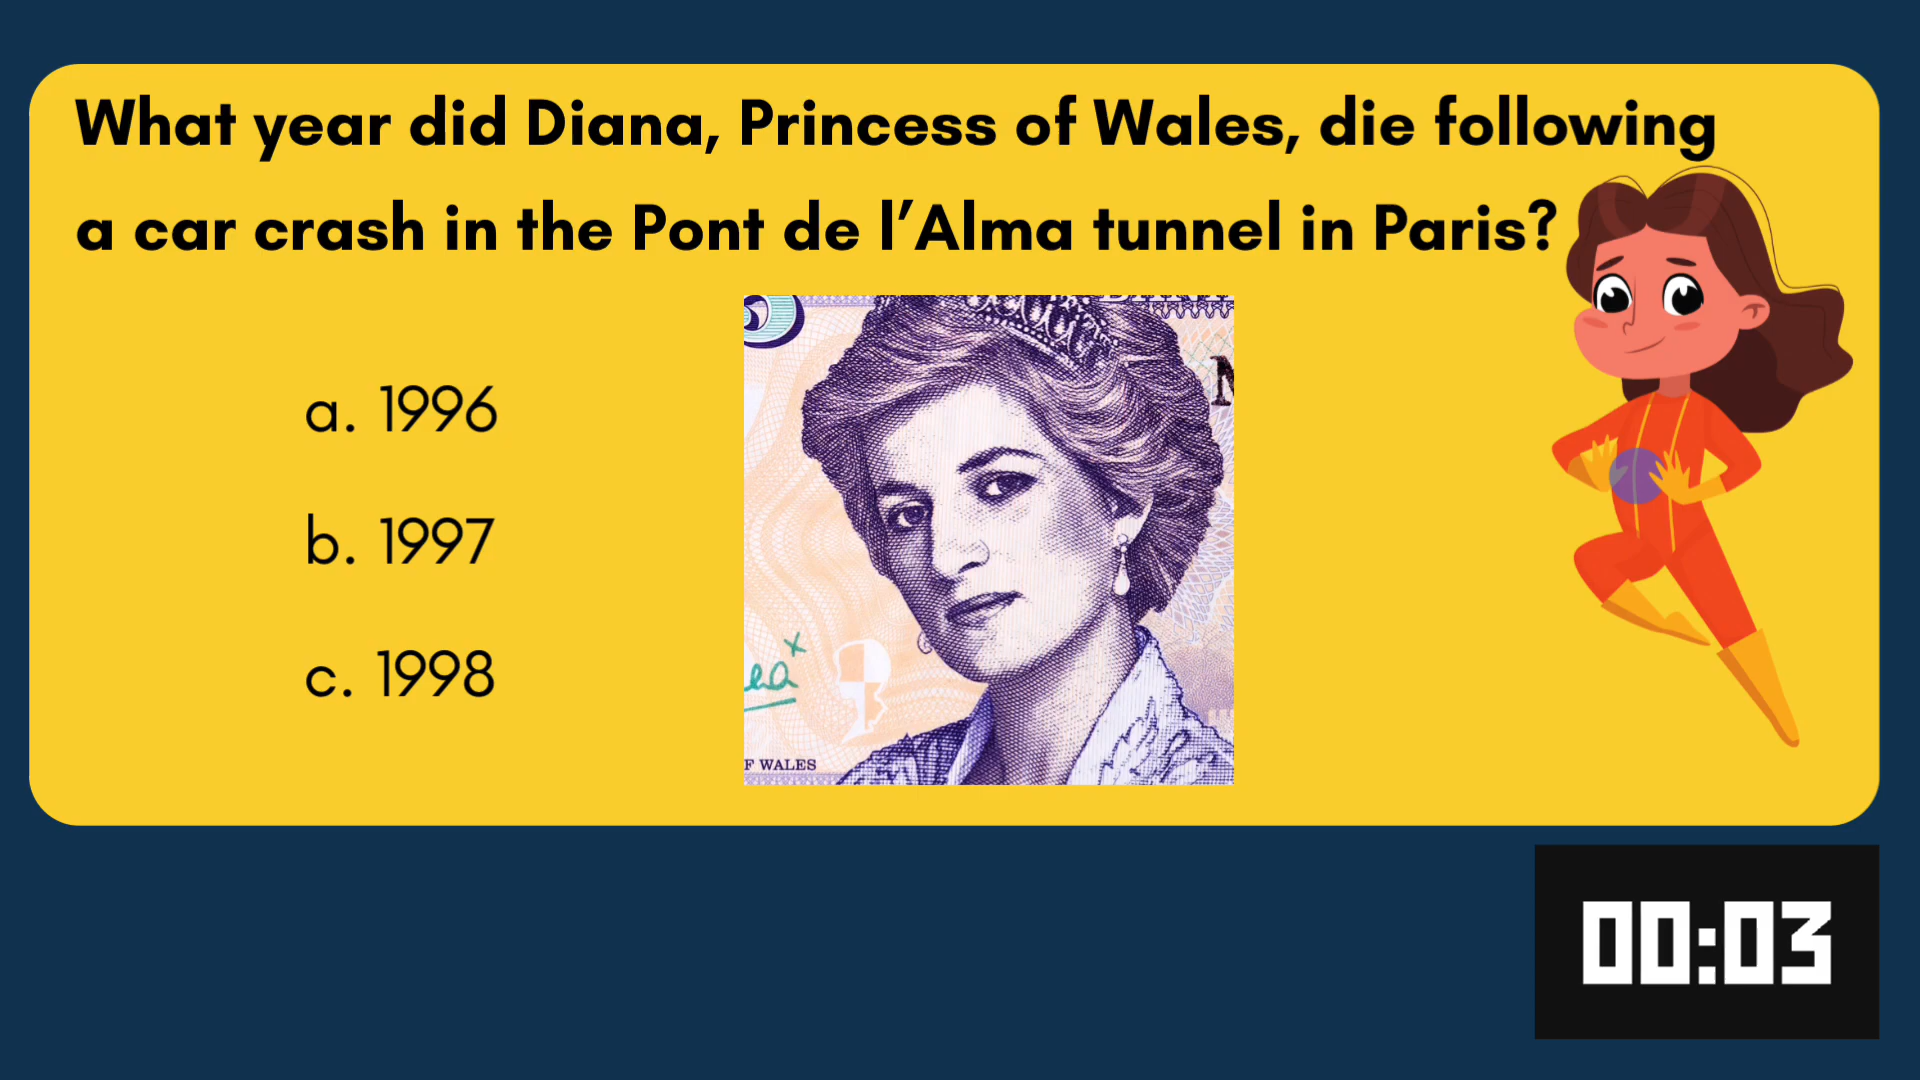 What year did Diana, Princess of Wales, die following
a car crash in the Pont de l’Alma tunnel in Paris?
a. 1996
b. 1997
c. 1998
F WALES
00:03